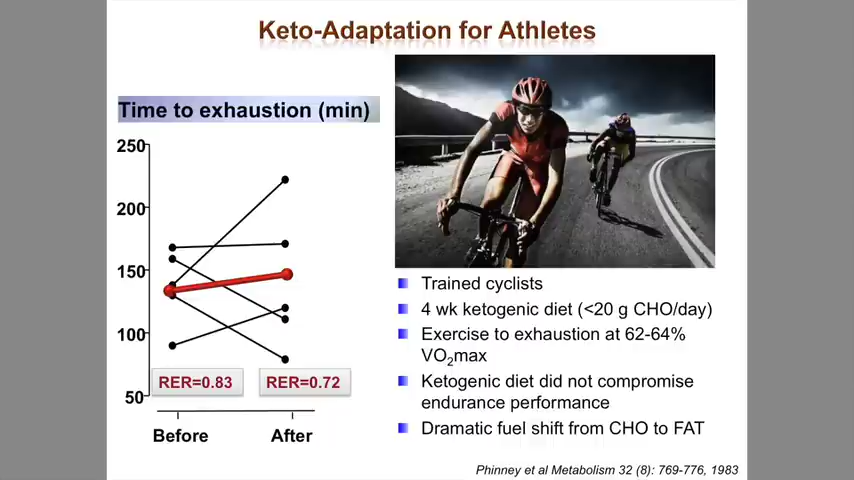 Keto-Adaptation for Athletes
Time to exhaustion (min)
250
200
150
100
50
RER=0.83
RER=0.72
Before
After
Trained cyclists
4 wk ketogenic diet (<20 g CHO/day)
Exercise to exhaustion at 62-64%
VO2max
Ketogenic diet did not compromise
endurance performance
Dramatic fuel shift from CHO to FAT
Phinney et al Metabolism 32 (8): 769-776, 1983